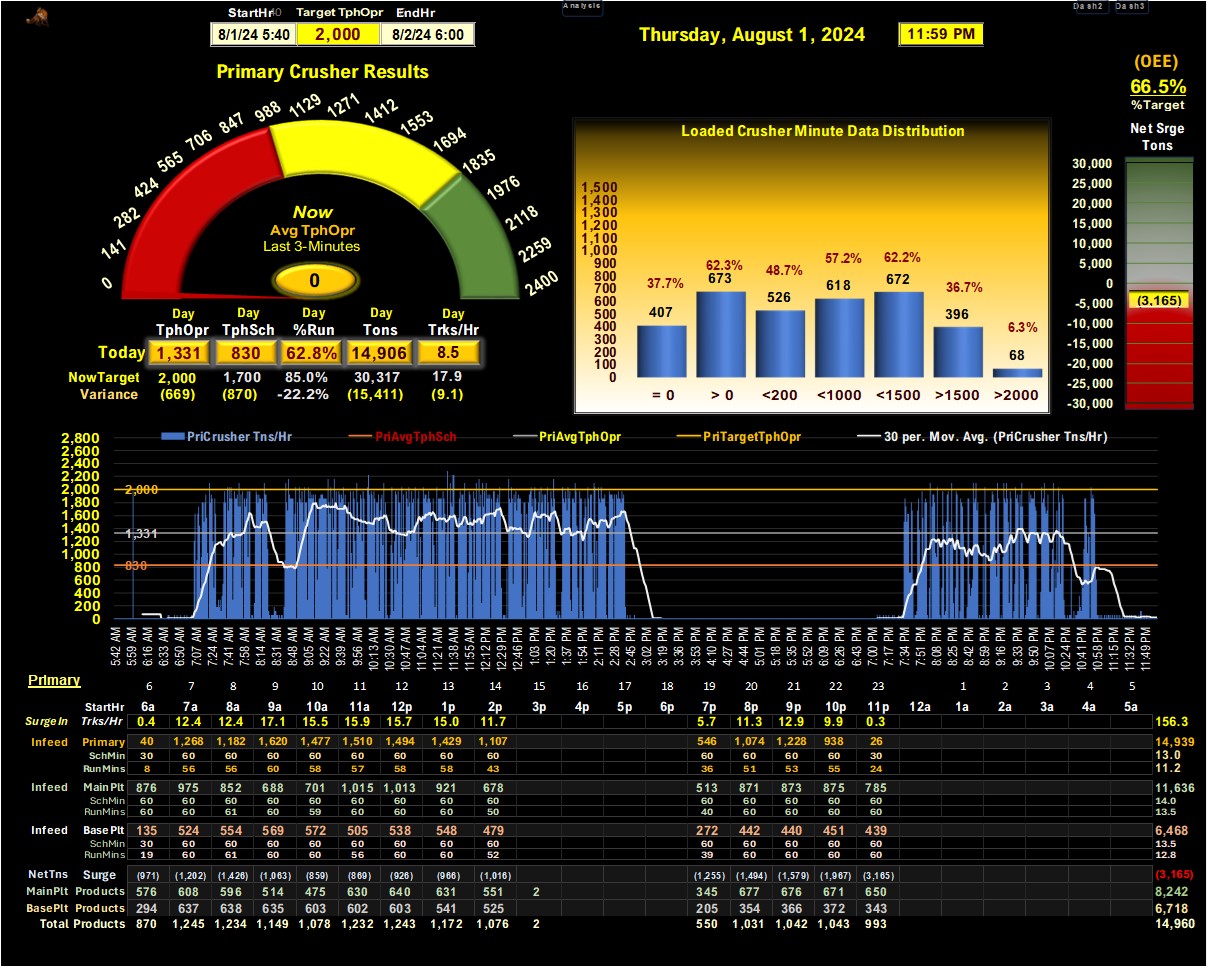 Analysis
Dash2 Dash3
StartHr Target TphOpr EndHr
8/1/24 5:40 2,000 8/2/24 6:00
Thursday, August 1, 2024 11:59 PM
(OEE)
66.5%
%Target
Net Srge
Tons
Primary Crusher Results
0 141 282 424 565 706 847 988 1129 1271 1412 1553 1694 1835 1976 2118 2259 2400
Now
Avg TphOpr
Last 3-Minutes
0
Day Day Day Day Day
TphOpr TphSch %Run Tons Trks/Hr
Today 1,331 830 62.8% 14,906 8.5
NowTarget 2,000 1,700 85.0% 30,317 17.9
Variance (669) (870) -22.2% (15,411) (9.1)
Loaded Crusher Minute Data Distribution
1,500
1,400
1,300
1,200
1,100
1,000
900
800
700
600
500
400
300
200
100
0
37.7% 62.3% 48.7% 57.2% 62.2% 36.7% 6.3%
407 673 526 618 672 396 68
= 0 > 0 <200 <1000 <1500 >1500 >2000
30,000
25,000
20,000
15,000
10,000
5,000
0
(3,165)
-5,000
-10,000
-15,000
-20,000
-25,000
-30,000
PriCrusher Tns/Hr PriAvgTphSch PriAvgTphOpr PriTargetTphOpr 30 per. Mov. Avg. (PriCrusher Tns/Hr)
2,800
2,600
2,400
2,200
2,000
1,800
1,600
1,400
1,200
1,000
800
600
400
200
0
2,000
1,331
830
5:42 AM 5:59 AM 6:16 AM 6:33 AM 6:50 AM 7:07 AM 7:24 AM 7:41 AM 7:58 AM 8:14 AM 8:31 AM 8:48 AM 9:05 AM 9:22 AM 9:39 AM 9:56 AM 10:13 AM 10:30 AM 10:47 AM 11:04 AM 11:21 AM 11:38 AM 11:55 AM 12:12 PM 12:29 PM 12:46 PM 1:03 PM 1:20 PM 1:37 PM 1:54 PM 2:11 PM 2:28 PM 2:45 PM 3:02 PM 3:19 PM 3:36 PM 3:53 PM 4:10 PM 4:27 PM 4:44 PM 5:01 PM 5:18 PM 5:35 PM 5:52 PM 6:09 PM 6:26 PM 6:43 PM 7:00 PM 7:17 PM 7:34 PM 7:51 PM 8:08 PM 8:25 PM 8:42 PM 8:59 PM 9:16 PM 9:33 PM 9:50 PM 10:07 PM 10:24 PM 10:41 PM 10:58 PM 11:15 PM 11:32 PM 11:49 PM
Primary
6 7 8 9 10 11 12 13 14 15 16 17 18 19 20 21 22 23 1 2 3 4 5
StartHr 6a 7a 8a 9a 10a 11a 12p 1p 2p 3p 4p 5p 6p 7p 8p 9p 10p 11p 12a 1a 2a 3a 4a 5a
SurgeIn Trks/Hr 0.4 12.4 12.4 17.1 15.5 15.9 15.7 15.0 11.7 5.7 11.3 12.9 9.9 0.3 156.3
Infeed Primary 40 1,268 1,182 1,620 1,477 1,510 1,494 1,429 1,107 546 1,074 1,228 938 26 14,939
SchMin 30 60 60 60 60 60 60 60 60 60 60 60 60 30 13.0
RunMins 8 56 56 60 58 57 58 58 43 36 51 53 55 24 11.2
Infeed Main Plt 876 975 852 688 701 1,015 1,013 921 678 513 871 873 875 785 11,636
SchMin 60 60 60 60 60 60 60 60 60 60 60 60 60 60 14.0
RunMins 60 60 61 60 59 60 60 60 50 40 60 60 60 60 13.5
Infeed Base Plt 135 524 554 569 572 505 538 548 479 272 442 440 451 439 6,468
SchMin 30 60 60 60 60 60 60 60 60 60 60 60 60 60 13.5
RunMins 19 60 61 60 60 56 60 60 52 39 60 60 60 60 12.8
NetTns Surge (971) (1,202) (1,426) (1,063) (859) (869) (926) (966) (1,016) (1,255) (1,494) (1,579) (1,967) (3,165) (3,165)
MainPlt Products 576 608 596 514 475 630 640 631 551 2 345 677 676 671 650 8,242
BasePlt Products 294 637 638 635 603 602 603 541 525 205 354 366 372 343 6,718
Total Products 870 1,245 1,234 1,149 1,078 1,232 1,243 1,172 1,076 2 550 1,031 1,042 1,043 993 14,960